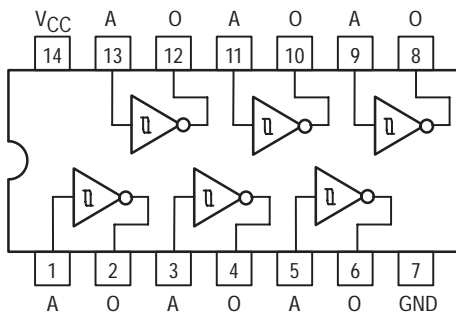 VCC A O A O A O
14 13 12 11 10 9 8
1 2 3 4 5 6 7
A O A O A O GND